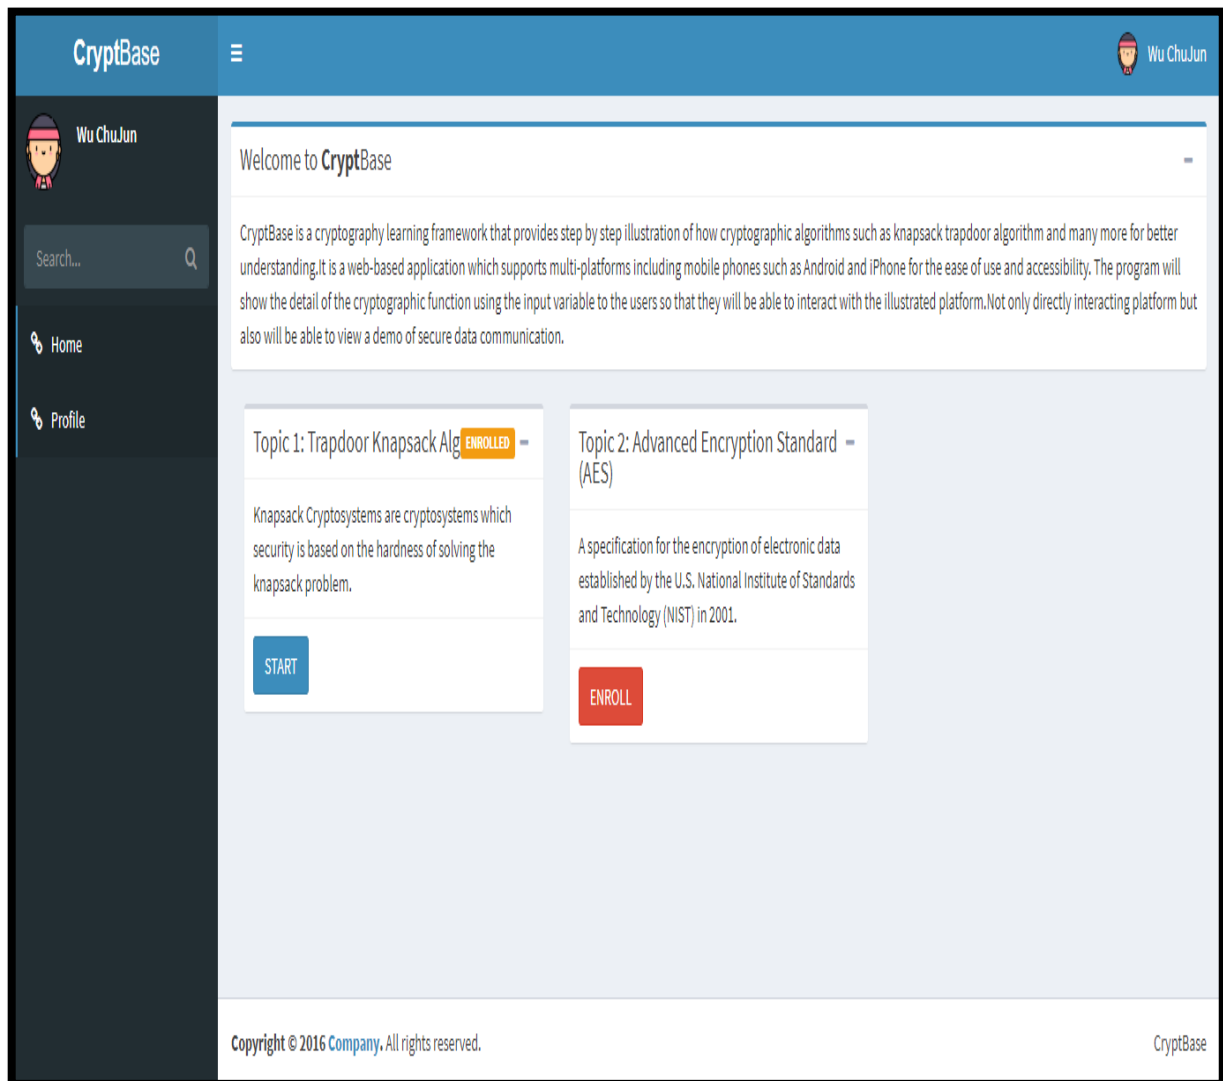 CryptBase
Wu ChuJun
Wu ChuJun
Search...
Home
Profile
Welcome to CryptBase
CryptBase is a cryptography learning framework that provides step by step illustration of how cryptographic algorithms such as knapsack trapdoor algorithm and many more for better
understanding.It is a web-based application which supports multi-platforms including mobile phones such as Android and iPhone for the ease of use and accessibility. The program will
show the detail of the cryptographic function using the input variable to the users so that they will be able to interact with the illustrated platform.Not only directly interacting platform but
also will be able to view a demo of secure data communication.
Topic 1: Trapdoor Knapsack Alg ENROLLED
Knapsack Cryptosystems are cryptosystems which
security is based on the hardness of solving the
knapsack problem.
START
Topic 2: Advanced Encryption Standard
(AES)
A specification for the encryption of electronic data
established by the U.S. National Institute of Standards
and Technology (NIST) in 2001.
ENROLL
Copyright © 2016 Company. All rights reserved.
CryptBase